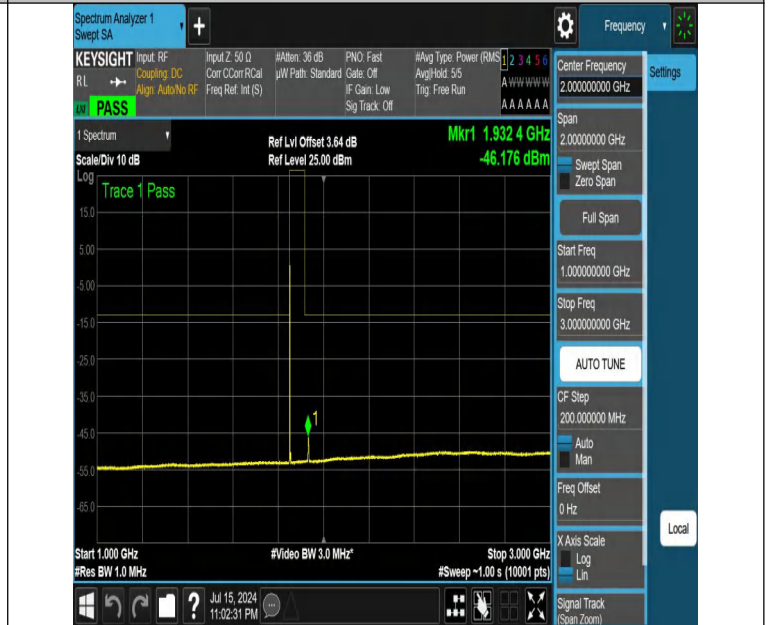 Spectrum Analyzer 1
Swept SA
+
Frequency
KEYSIGHT
RL
PASS
Input: RF
Coupling: DC
Align: Auto/No RF
Input Z: 50 Ω
Corr CCorr RCal
Freq Ref: Int (S)
#Atten: 36 dB
µW Path: Standard
PNO: Fast
Gate: Off
IF Gain: Low
Sig Track: Off
#Avg Type: Power (RMS
Avg|Hold: 5/5
Trig: Free Run
1 2 3 4 5 6
A W W W W W
A A A A A A
1 Spectrum
Scale/Div 10 dB
Ref Lvl Offset 3.64 dB
Ref Level 25.00 dBm
Mkr1 1.932 4 GHz
-46.176 dBm
Log
Trace 1 Pass
15.0
5.00
-5.00
-15.0
-25.0
-35.0
-45.0
-55.0
-65.0
1
Start 1.000 GHz
#Res BW 1.0 MHz
#Video BW 3.0 MHz*
Stop 3.000 GHz
#Sweep ~1.00 s (10001 pts)
?
Jul 15, 2024
11:02:31 PM
Center Frequency
2.000000000 GHz
Settings
Span
2.00000000 GHz
Swept Span
Zero Span
Full Span
Start Freq
1.000000000 GHz
Stop Freq
3.000000000 GHz
AUTO TUNE
CF Step
200.000000 MHz
Auto
Man
Freq Offset
0 Hz
X Axis Scale
Log
Lin
Local
Signal Track
(Span Zoom)